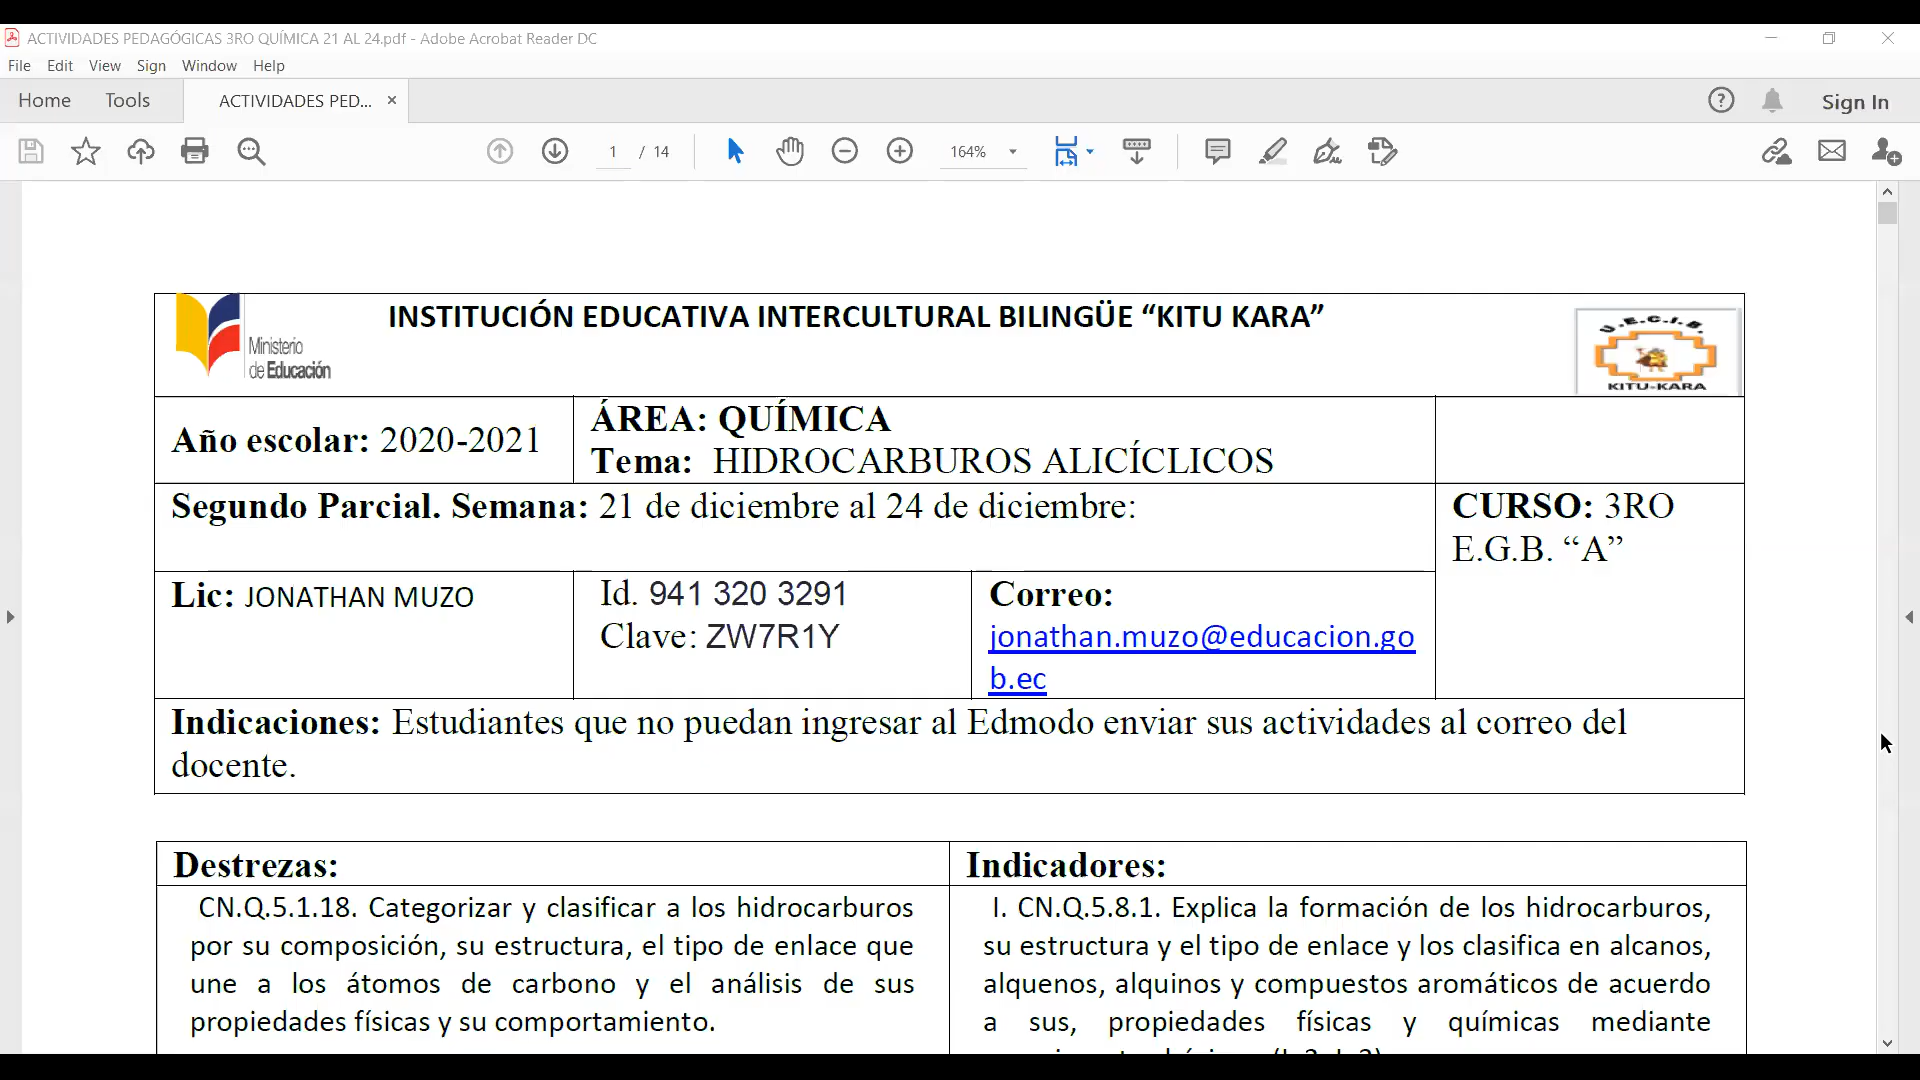 ACTIVIDADES PEDAGÓGICAS 3RO QUÍMICA 21 AL 24.pdf - Adobe Acrobat Reader DC
File Edit View Sign Window Help
Home Tools ACTIVIDADES PED... × Sign In
1 / 14 164%
INSTITUCIÓN EDUCATIVA INTERCULTURAL BILINGÜE “KITU KARA”
Ministerio
de Educación
U.E.C.I.B.
KITU-KARA
Año escolar: 2020-2021
ÁREA: QUÍMICA
Tema: HIDROCARBUROS ALICÍCLICOS
Segundo Parcial. Semana: 21 de diciembre al 24 de diciembre:
CURSO: 3RO
E.G.B. “A”
Lic: JONATHAN MUZO
Id. 941 320 3291
Clave: ZW7R1Y
Correo:
jonathan.muzo@educacion.go
b.ec
Indicaciones: Estudiantes que no puedan ingresar al Edmodo enviar sus actividades al correo del
docente.
Destrezas:
CN.Q.5.1.18. Categorizar y clasificar a los hidrocarburos
por su composición, su estructura, el tipo de enlace que
une a los átomos de carbono y el análisis de sus
propiedades físicas y su comportamiento.
Indicadores:
I. CN.Q.5.8.1. Explica la formación de los hidrocarburos,
su estructura y el tipo de enlace y los clasifica en alcanos,
alquenos, alquinos y compuestos aromáticos de acuerdo
a sus, propiedades físicas y químicas mediante